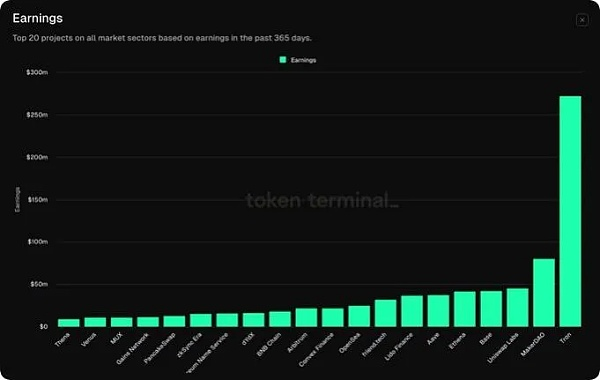 Earnings
Top 20 projects on all market sectors based on earnings in the past 365 days.
Earnings
$300m
$250m
$200m
$150m
$100m
$50m
$0
Earnings
token terminal_
Thena
Venus
MUX
Gains Network
PancakeSwap
zkSync Era
um Name Service
dYdX
BNB Chain
Arbitrum
Convex Finance
OpenSea
friend.tech
Lido Finance
Aave
Ethena
Base
Uniswap Labs
MakerDAO
Tron